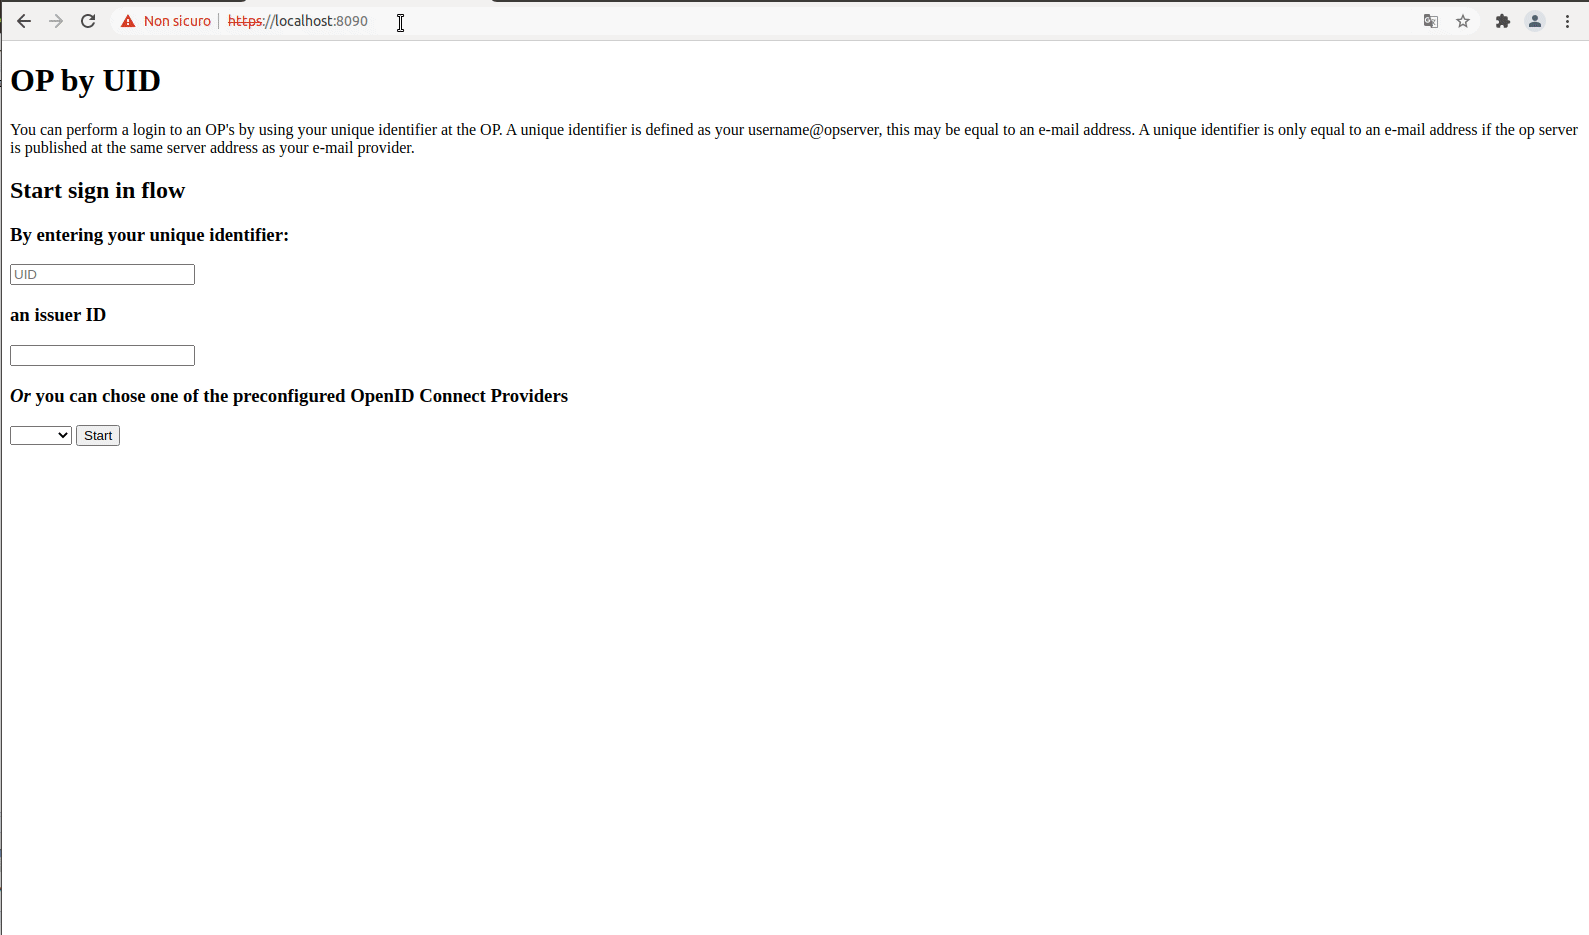 Non sicuro https://localhost:8090
OP by UID
You can perform a login to an OP's by using your unique identifier at the OP. A unique identifier is defined as your username@opserver, this may be equal to an e-mail address. A unique identifier is only equal to an e-mail address if the op server
is published at the same server address as your e-mail provider.
Start sign in flow
By entering your unique identifier:
UID
an issuer ID
Or you can chose one of the preconfigured OpenID Connect Providers
Start